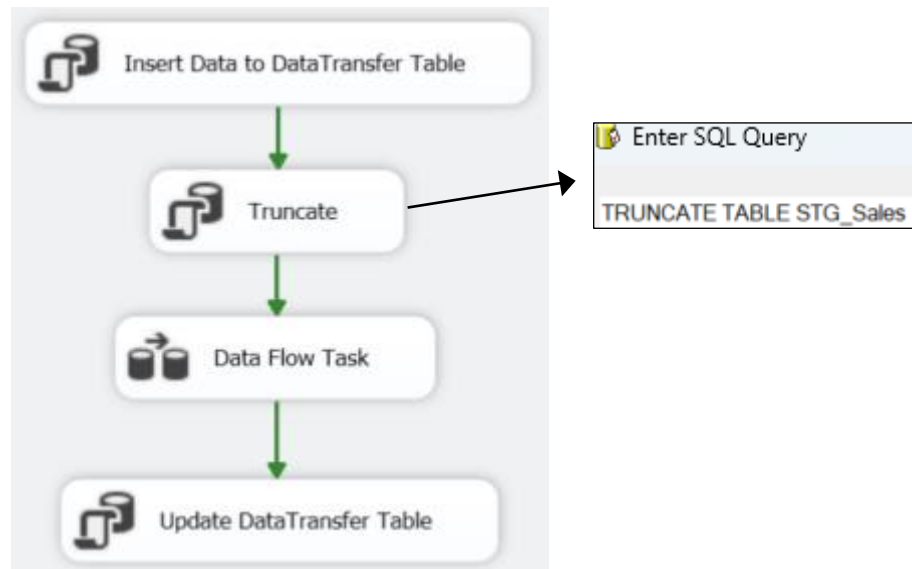 Insert Data to DataTransfer Table
Truncate
Enter SQL Query
TRUNCATE TABLE STG_Sales
Data Flow Task
Update DataTransfer Table